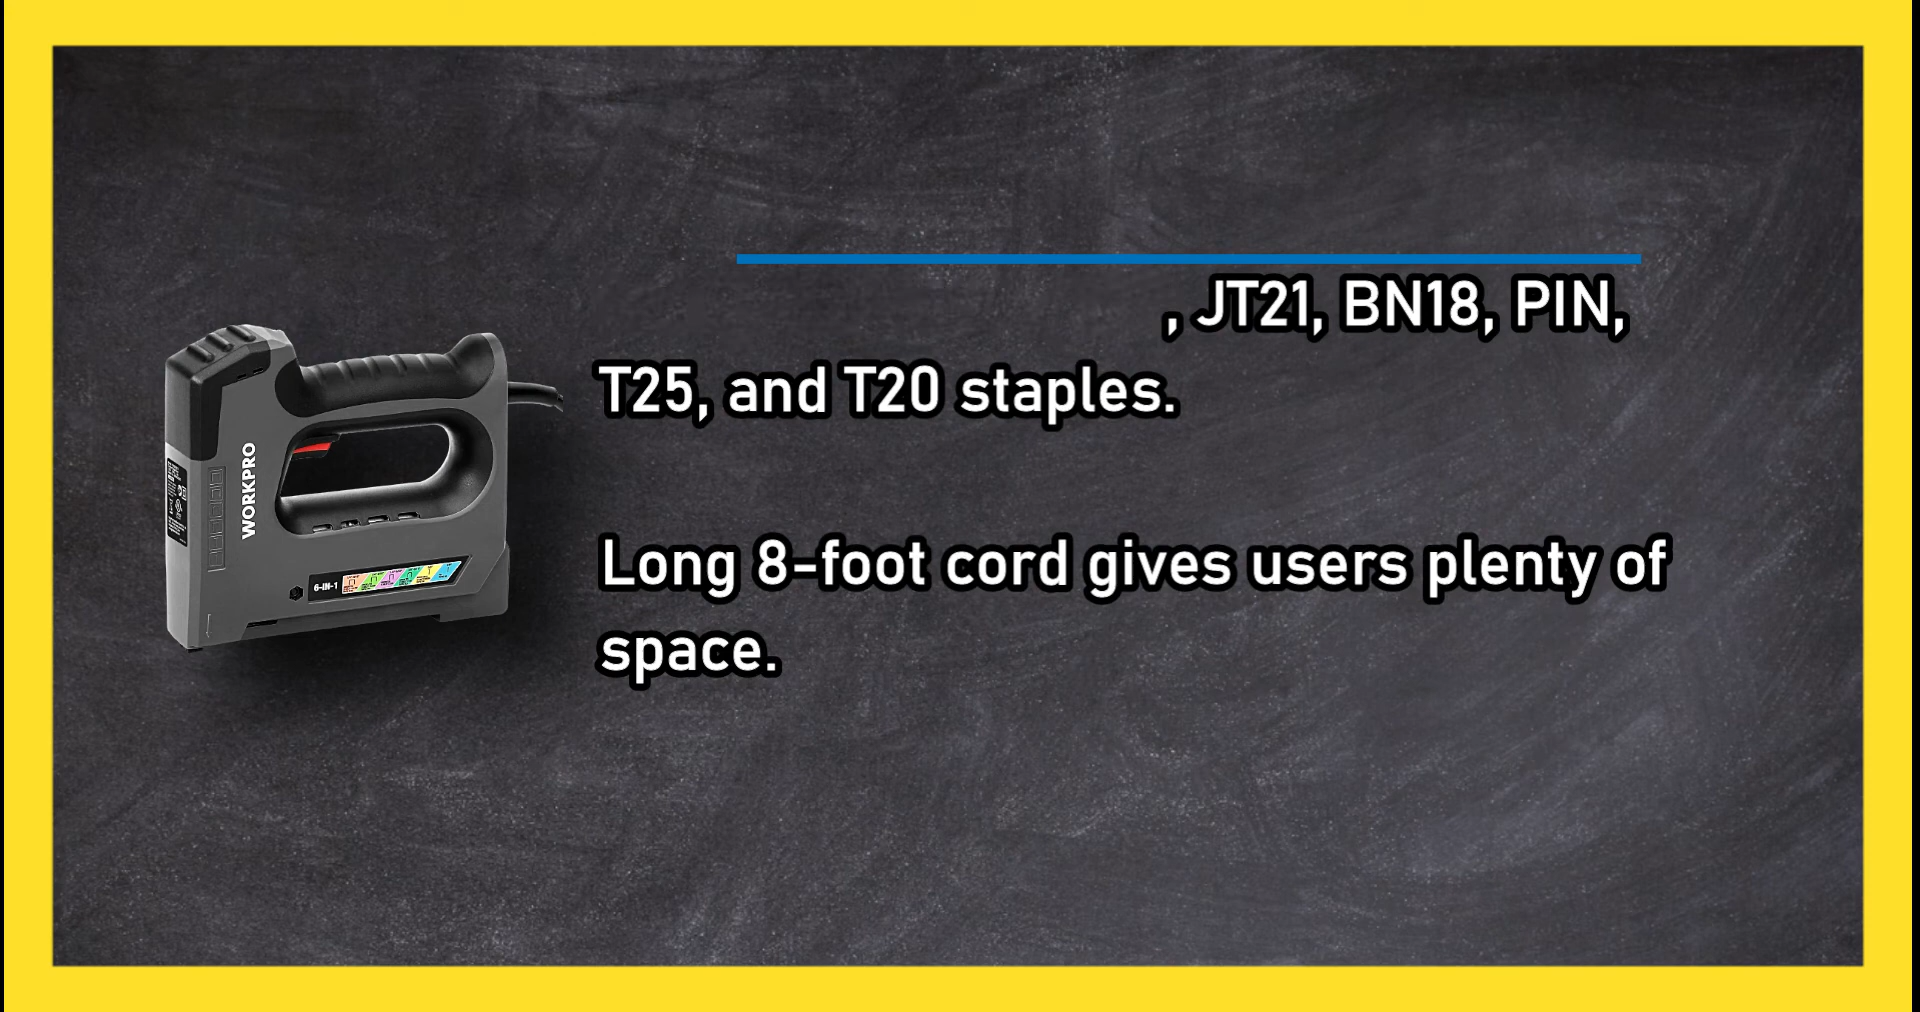 , JT21, BN18, PIN,
T25, and T20 staples.
Long 8-foot cord gives users plenty of
space.
WORKPRO
6-IN-1